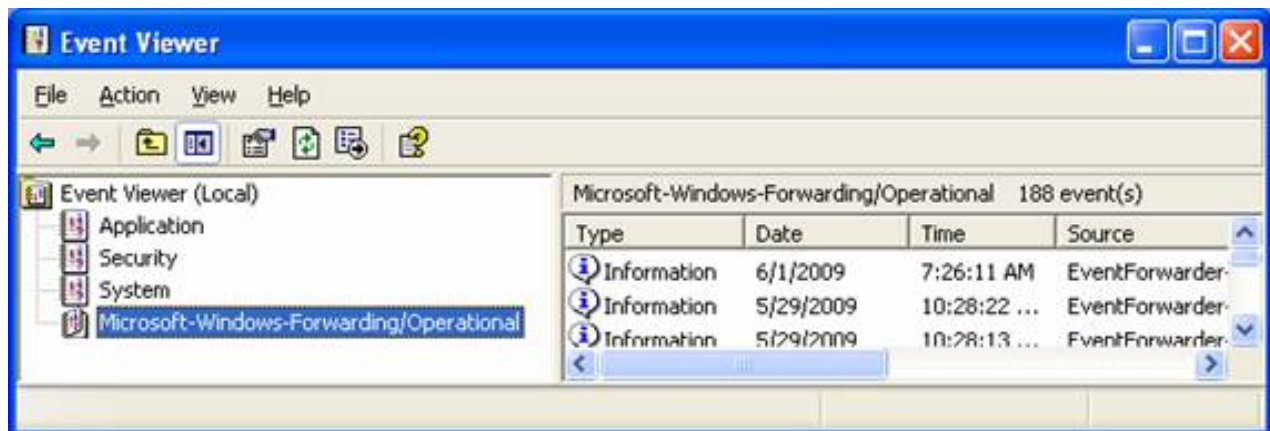 Event Viewer
File Action View Help
Event Viewer (Local)
Application
Security
System
Microsoft-Windows-Forwarding/Operational
Microsoft-Windows-Forwarding/Operational 188 event(s)
Type Date Time Source
Information 6/1/2009 7:26:11 AM EventForwarder-
Information 5/29/2009 10:28:22 ... EventForwarder-
Information 5/29/2009 10:28:13 ... EventForwarder-